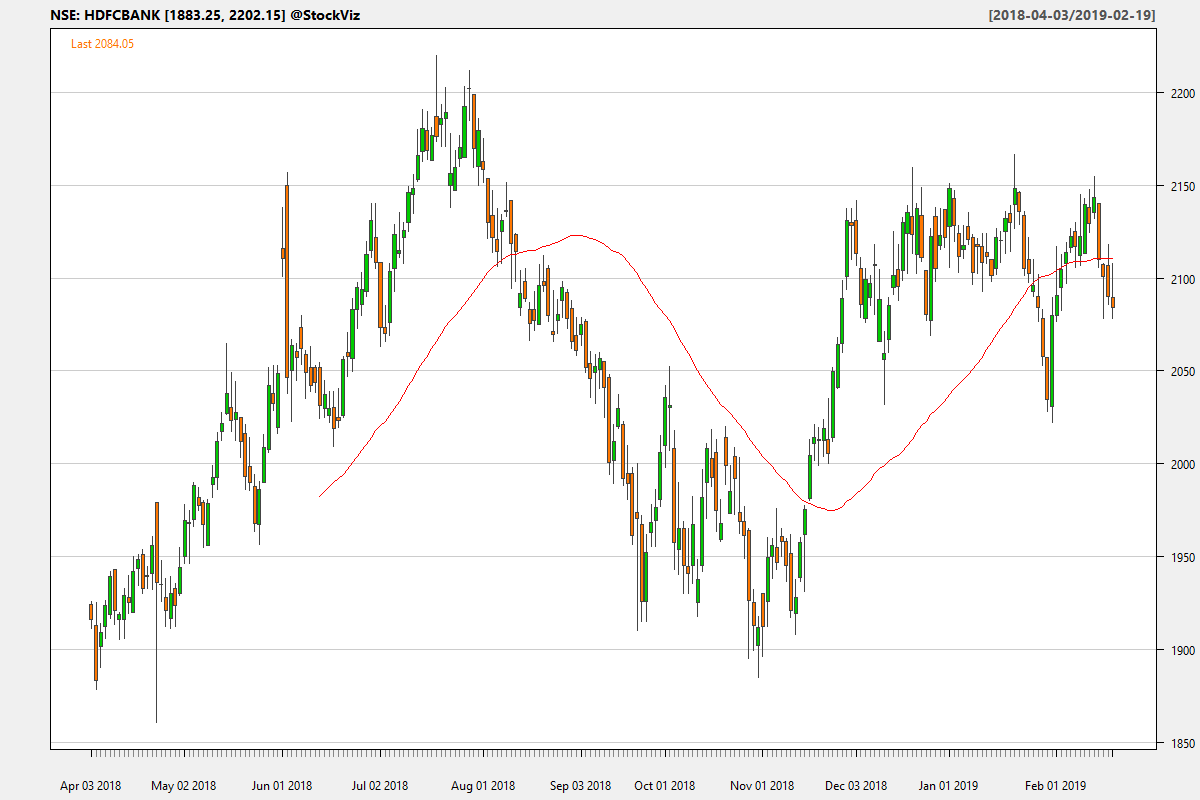 NSE: HDFCBANK [1883.25, 2202.15] @StockViz [2018-04-03/2019-02-19]
Last 2084.05
2200
2150
2100
2050
2000
1950
1900
1850
Apr 03 2018 May 02 2018 Jun 01 2018 Jul 02 2018 Aug 01 2018 Sep 03 2018 Oct 01 2018 Nov 01 2018 Dec 03 2018 Jan 01 2019 Feb 01 2019